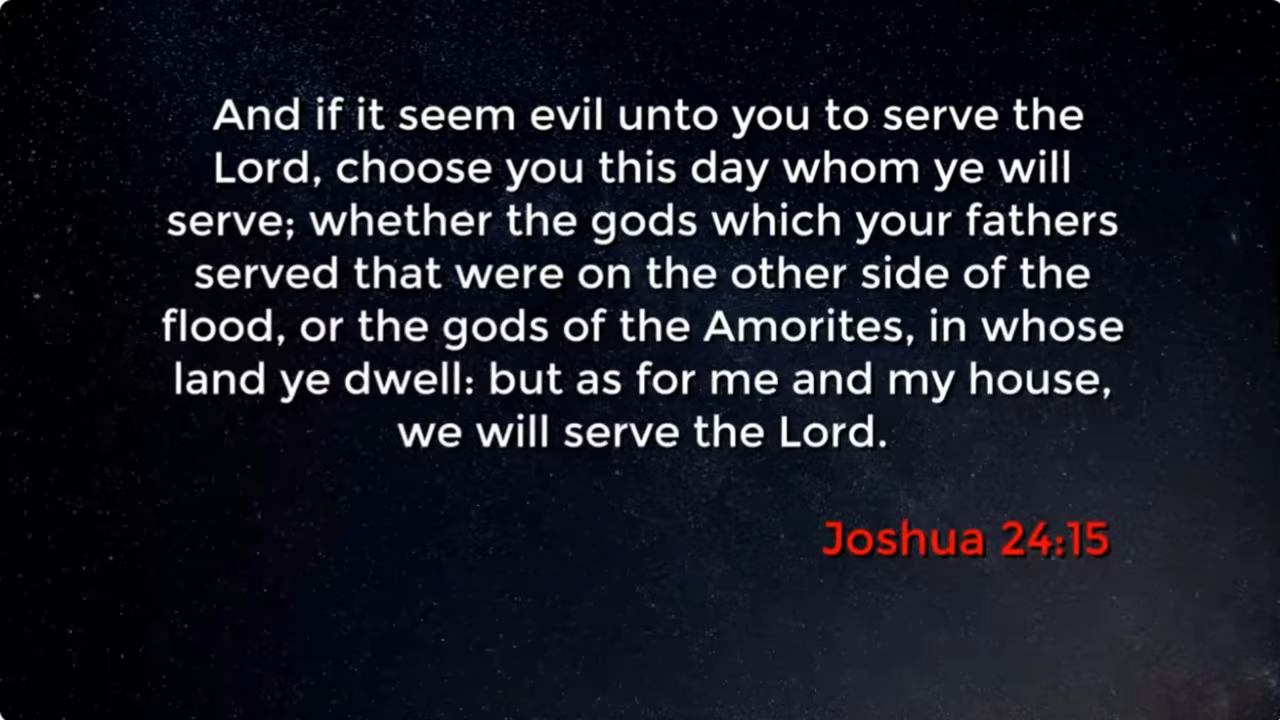 And if it seem evil unto you to serve the
Lord, choose you this day whom ye will
serve; whether the gods which your fathers
served that were on the other side of the
flood, or the gods of the Amorites, in whose
land ye dwell: but as for me and my house,
we will serve the Lord.
Joshua 24:15